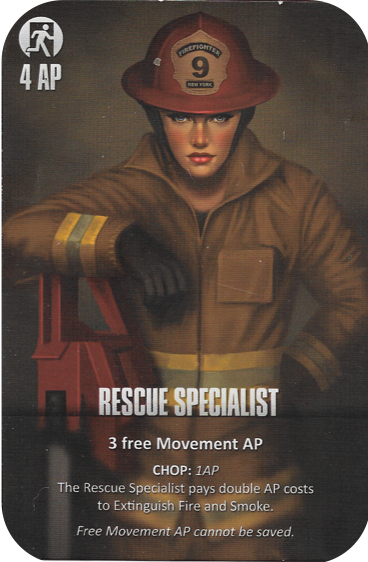 4 AP
FIREFIGHTER
9
NEW YORK
RESCUE SPECIALIST
3 free Movement AP
CHOP: 1AP
The Rescue Specialist pays double AP costs
to Extinguish Fire and Smoke.
Free Movement AP cannot be saved.